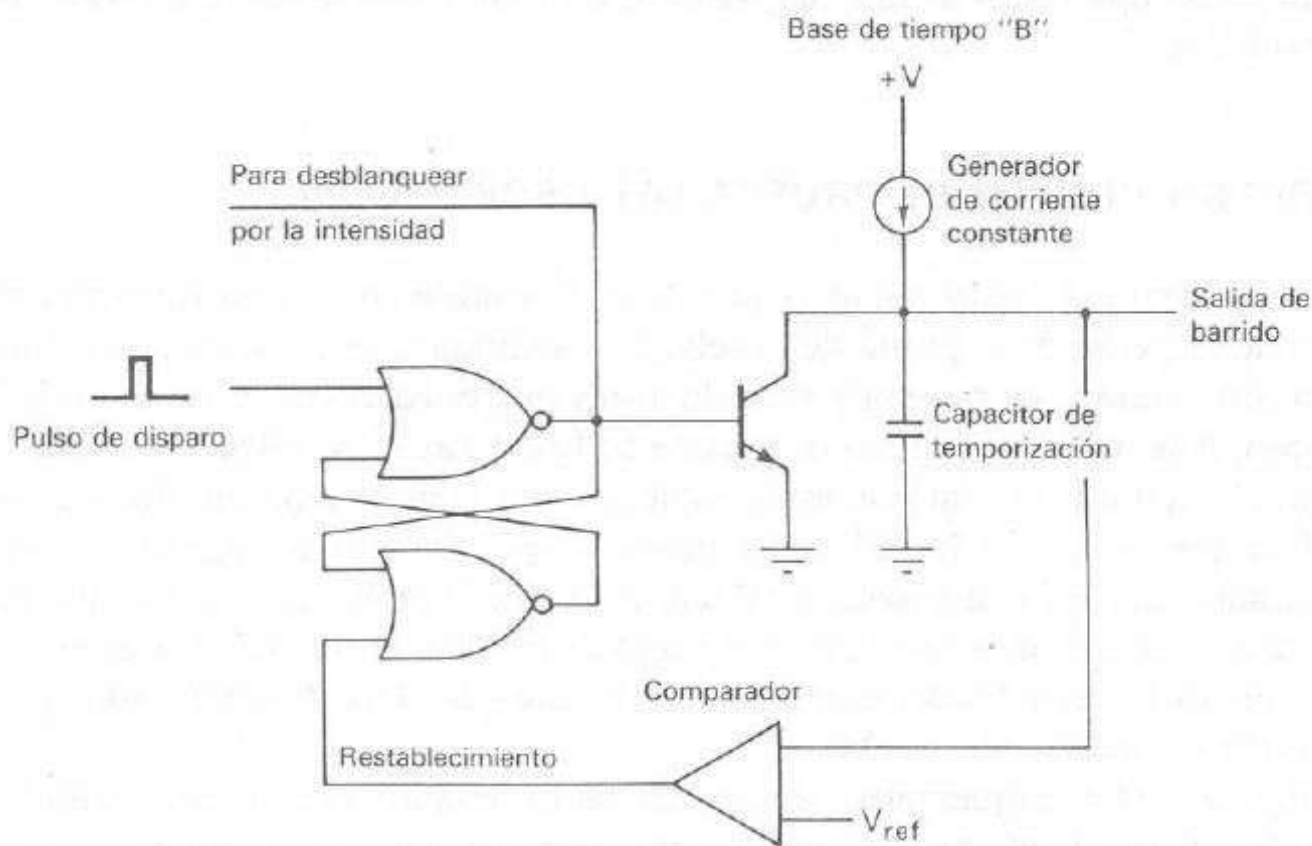 Base de tiempo "B"
+V
Generador
de corriente
constante
Para desblanquear
por la intensidad
Salida de
barrido
Pulso de disparo
Capacitor de
temporización
Comparador
Restablecimiento
Vref